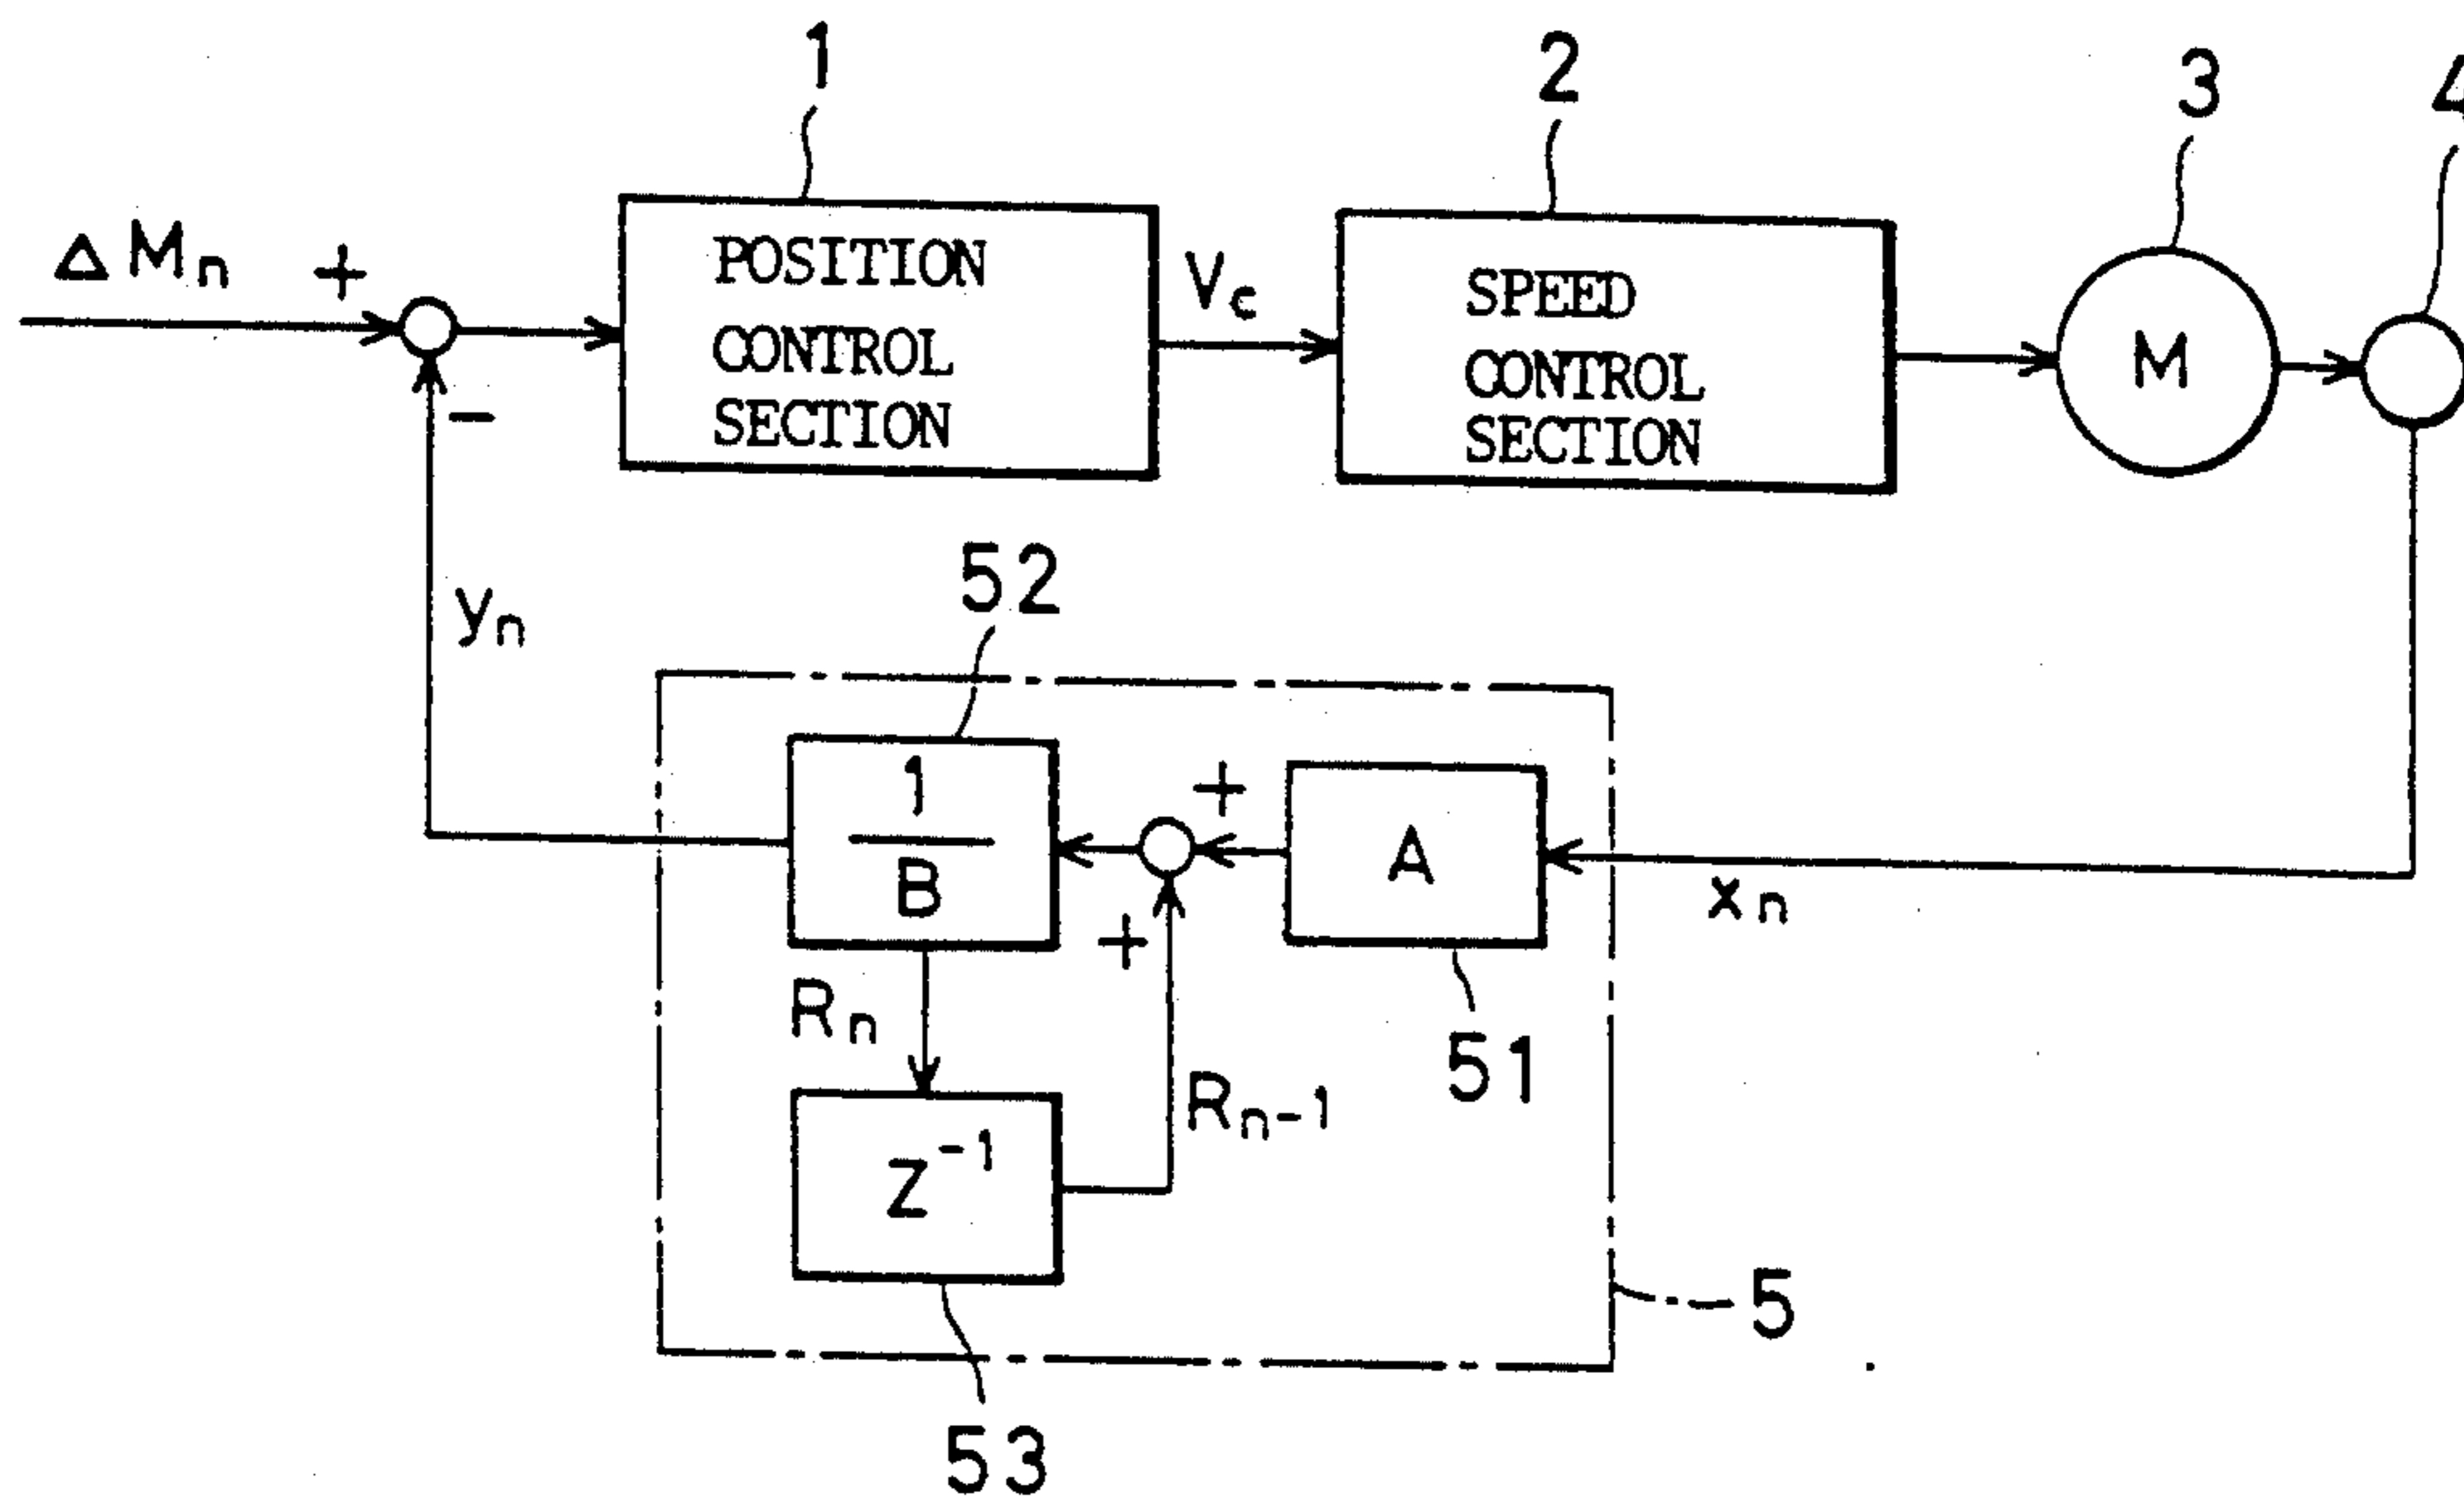 1
2
3
4
ΔMn
+
POSITION
CONTROL
SECTION
Vc
SPEED
CONTROL
SECTION
M
-
yn
52
1
B
+
A
xn
+
Rn
51
Rn-1
Z-1
5
53